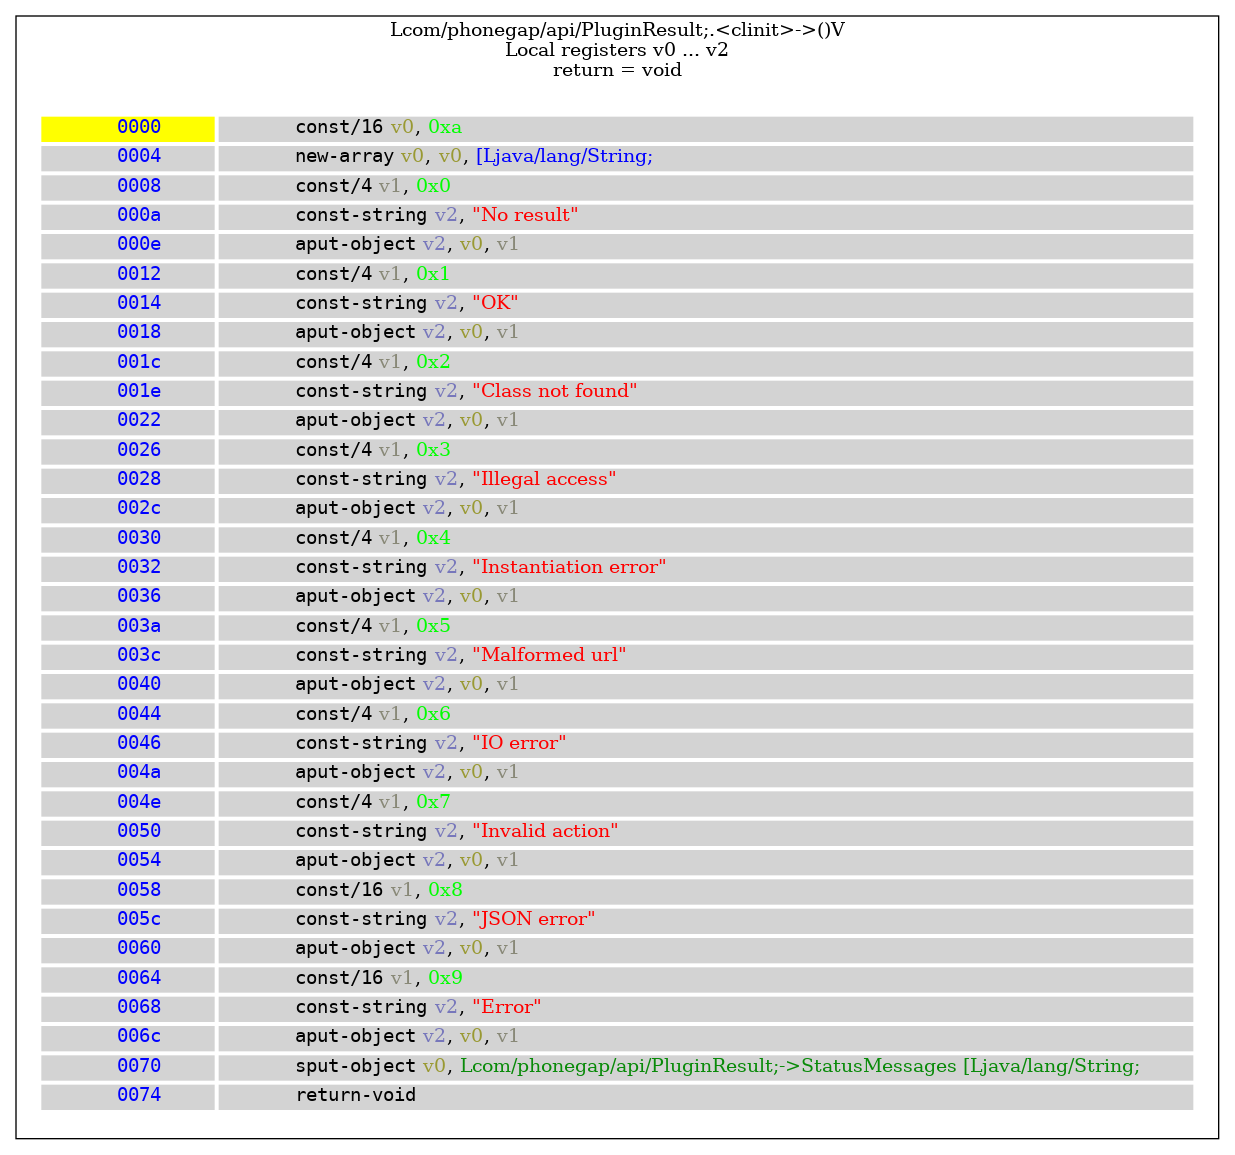 Lcom/phonegap/api/PluginResult;.<clinit>->()V
Local registers v0 ... v2
return = void
0000 const/16 v0, 0xa
0004 new-array v0, v0, [Ljava/lang/String;
0008 const/4 v1, 0x0
000a const-string v2, "No result"
000e aput-object v2, v0, v1
0012 const/4 v1, 0x1
0014 const-string v2, "OK"
0018 aput-object v2, v0, v1
001c const/4 v1, 0x2
001e const-string v2, "Class not found"
0022 aput-object v2, v0, v1
0026 const/4 v1, 0x3
0028 const-string v2, "Illegal access"
002c aput-object v2, v0, v1
0030 const/4 v1, 0x4
0032 const-string v2, "Instantiation error"
0036 aput-object v2, v0, v1
003a const/4 v1, 0x5
003c const-string v2, "Malformed url"
0040 aput-object v2, v0, v1
0044 const/4 v1, 0x6
0046 const-string v2, "IO error"
004a aput-object v2, v0, v1
004e const/4 v1, 0x7
0050 const-string v2, "Invalid action"
0054 aput-object v2, v0, v1
0058 const/16 v1, 0x8
005c const-string v2, "JSON error"
0060 aput-object v2, v0, v1
0064 const/16 v1, 0x9
0068 const-string v2, "Error"
006c aput-object v2, v0, v1
0070 sput-object v0, Lcom/phonegap/api/PluginResult;->StatusMessages [Ljava/lang/String;
0074 return-void